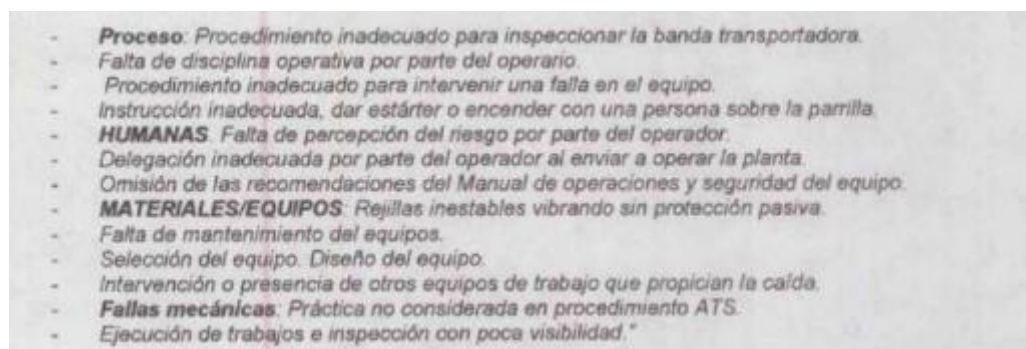 - Proceso: Procedimiento inadecuado para inspeccionar la banda transportadora.
- Falta de disciplina operativa por parte del operario.
- Procedimiento inadecuado para intervenir una falla en el equipo.
- Instrucción inadecuada, dar estárter o encender con una persona sobre la parrilla.
- HUMANAS. Falta de percepción del riesgo por parte del operador.
- Delegación inadecuada por parte del operador al enviar a operar la planta.
- Omisión de las recomendaciones del Manual de operaciones y seguridad del equipo.
- MATERIALES/EQUIPOS: Rejillas inestables vibrando sin protección pasiva.
- Falta de mantenimiento del equipos.
- Selección del equipo. Diseño del equipo.
- Intervención o presencia de otros equipos de trabajo que propician la caída.
- Fallas mecánicas: Práctica no considerada en procedimiento ATS.
- Ejecución de trabajos e inspección con poca visibilidad."